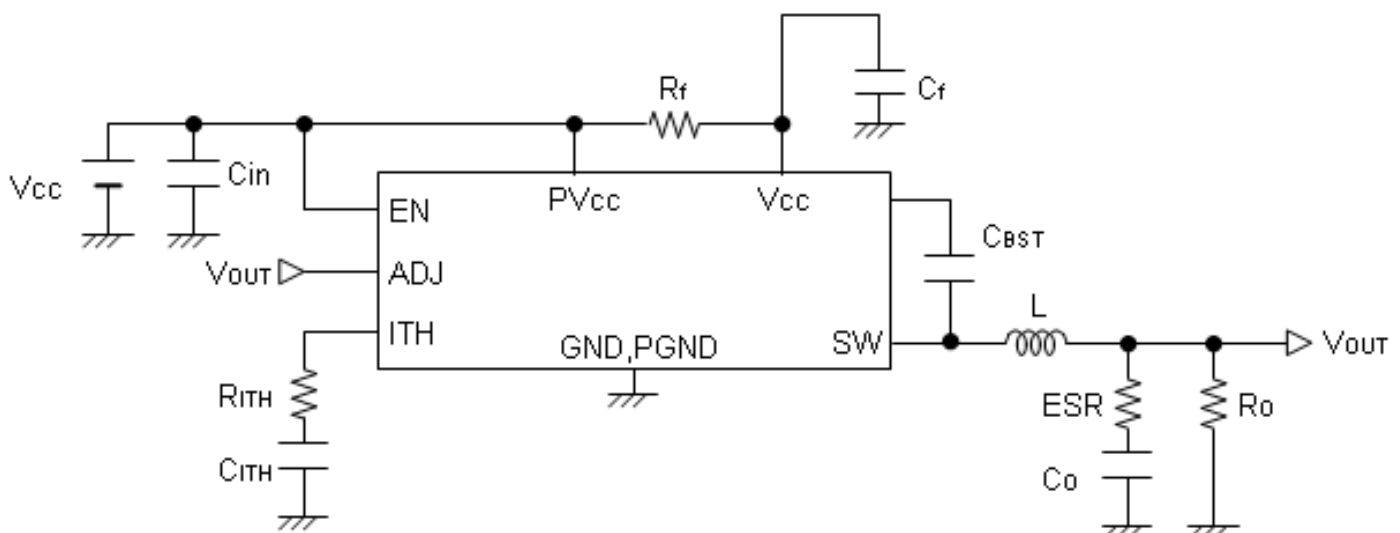 Rf
Cf
Vcc
Cin
PVcc
Vcc
EN
CBST
VOUT
ADJ
L
ITH
GND,PGND
SW
VOUT
RITH
ESR
Ro
CITH
Co